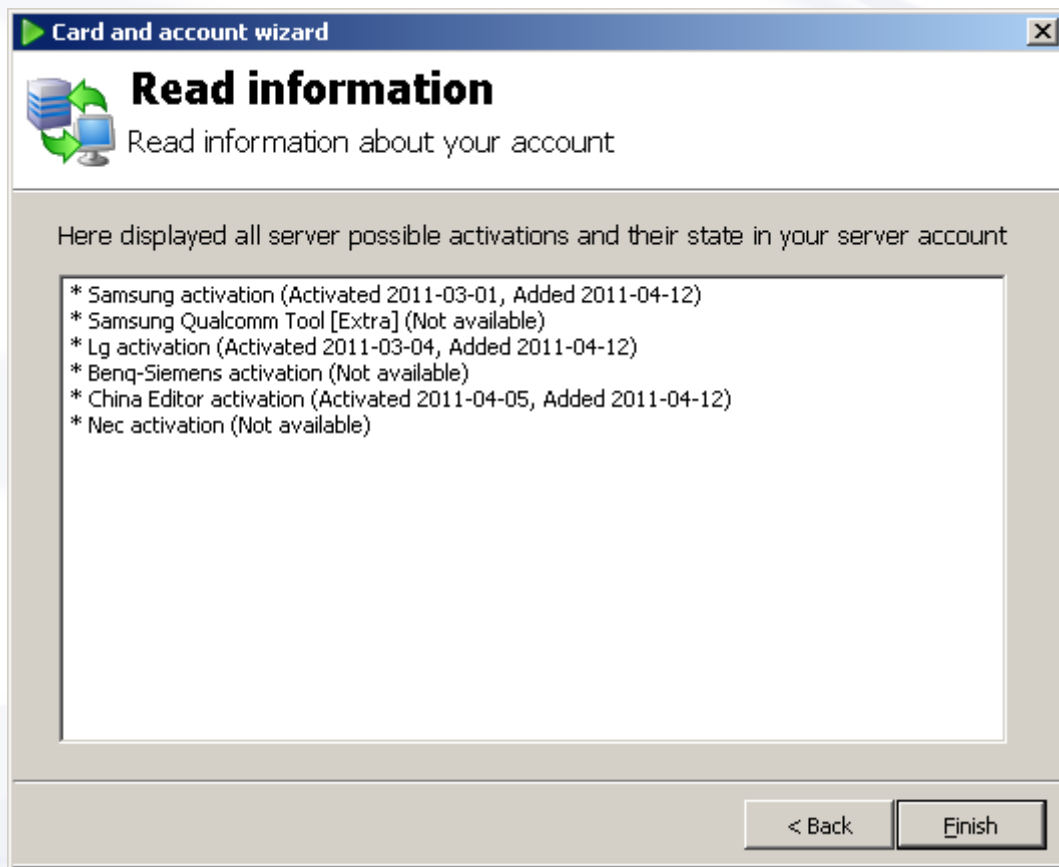 Card and account wizard
Read information
Read information about your account
Here displayed all server possible activations and their state in your server account
* Samsung activation (Activated 2011-03-01, Added 2011-04-12)
* Samsung Qualcomm Tool [Extra] (Not available)
* Lg activation (Activated 2011-03-04, Added 2011-04-12)
* Benq-Siemens activation (Not available)
* China Editor activation (Activated 2011-04-05, Added 2011-04-12)
* Nec activation (Not available)
< Back
Finish